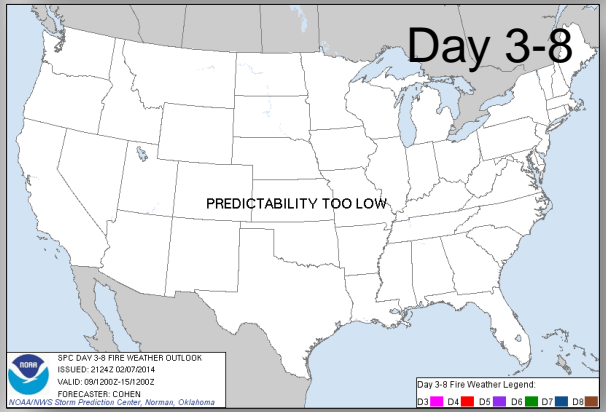 Day 3-8
PREDICTABILITY TOO LOW
NOAA
SPC DAY 3-8 FIRE WEATHER OUTLOOK
ISSUED: 2124Z 02/07/2014
VALID: 09/1200Z-15/1200Z
FORECASTER: COHEN
NOAA/NWS Storm Prediction Center, Norman, Oklahoma
Day 3-8 Fire Weather Legend:
D3 D4 D5 D6 D7 D8